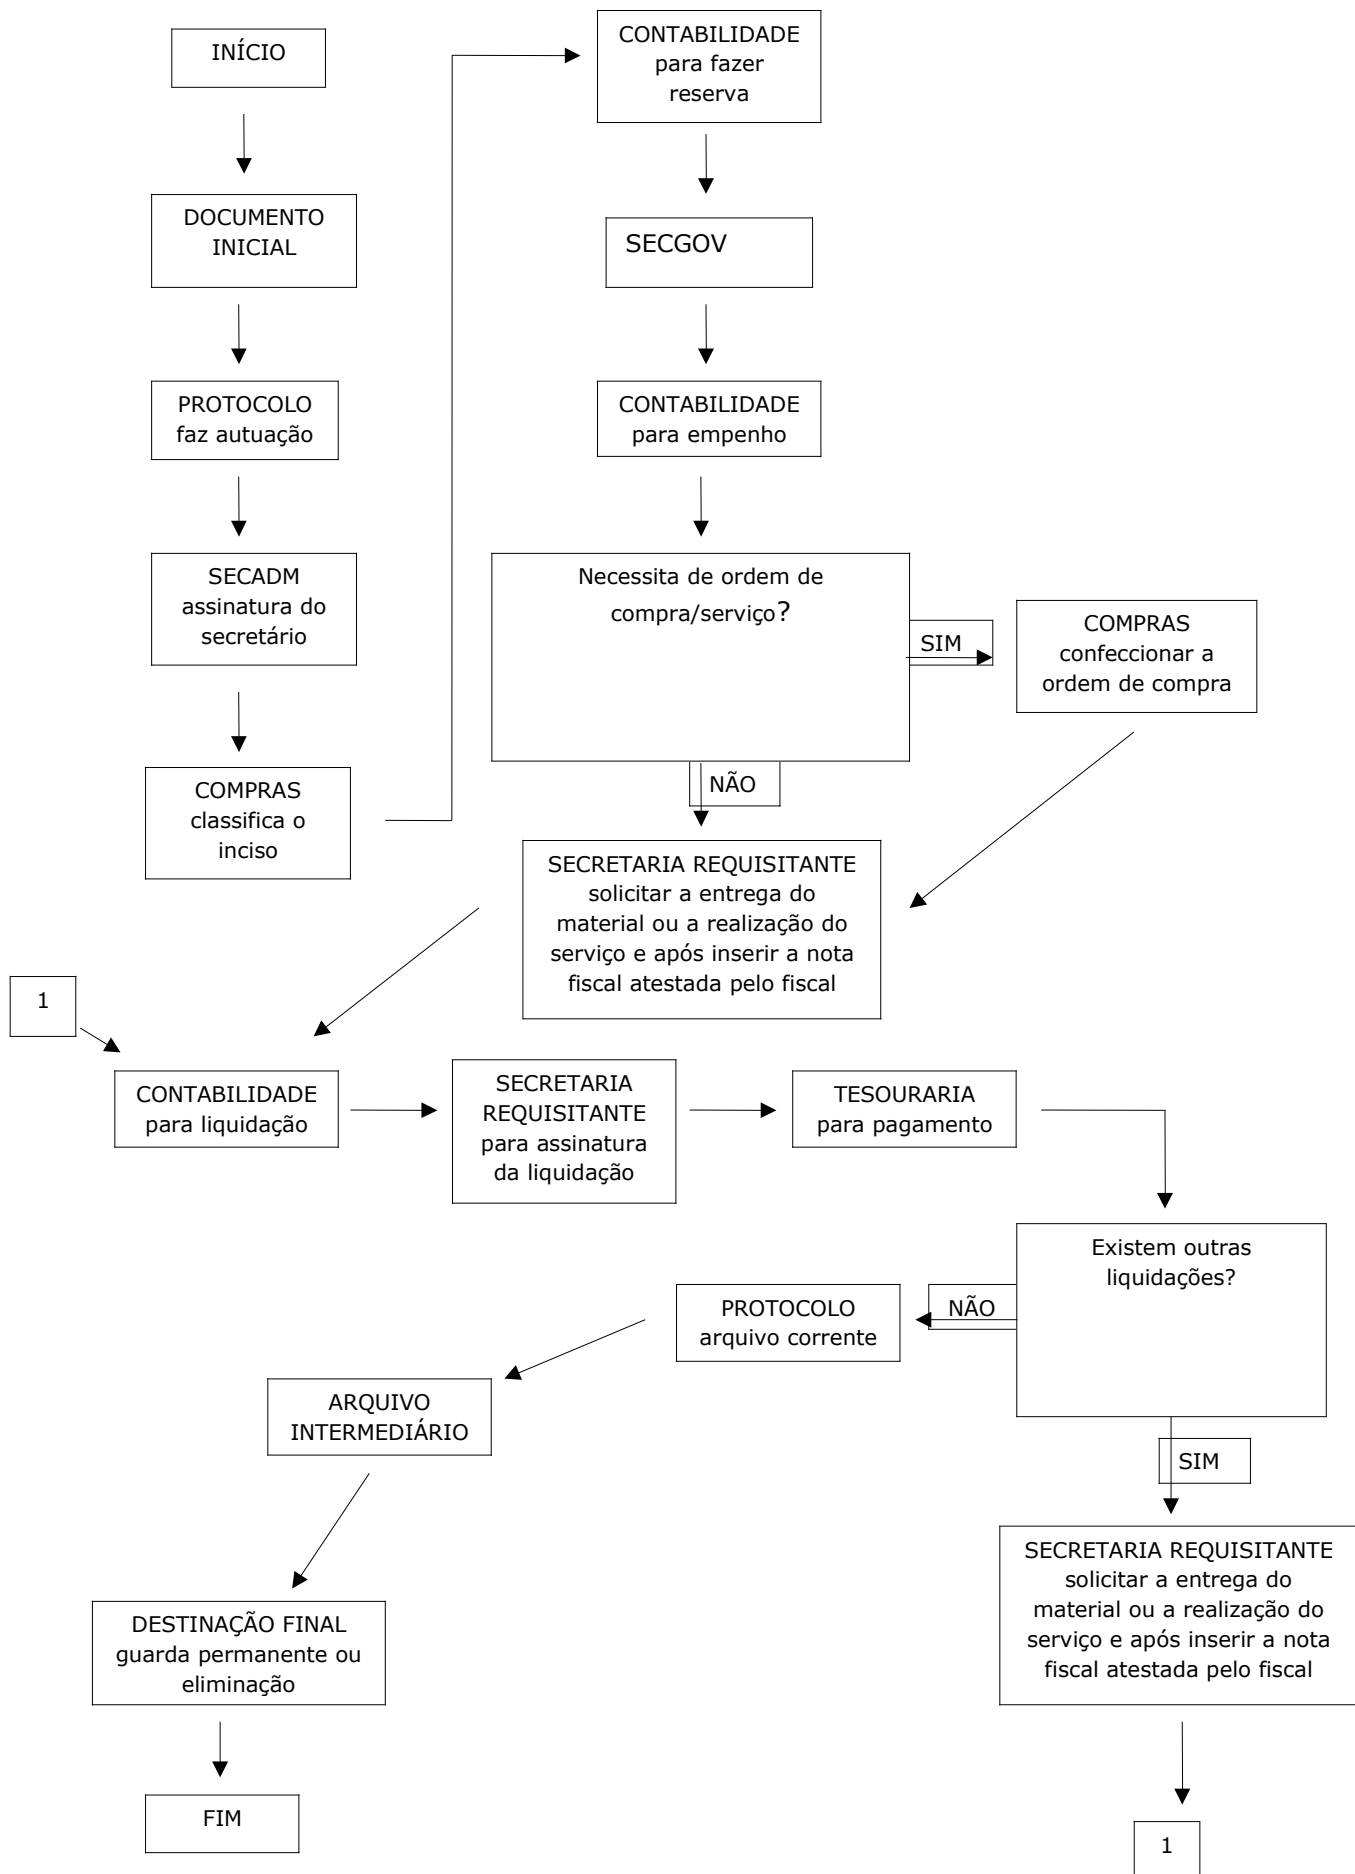 INÍCIO
DOCUMENTO
INICIAL
PROTOCOLO
faz autuação
SECADM
assinatura do
secretário
COMPRAS
classifica o
inciso
CONTABILIDADE
para fazer
reserva
SECGOV
CONTABILIDADE
para empenho
Necessita de ordem de
compra/serviço?
SIM
COMPRAS
confeccionar a
ordem de compra
NÃO
SECRETARIA REQUISITANTE
solicitar a entrega do
material ou a realização do
serviço e após inserir a nota
fiscal atestada pelo fiscal
1
CONTABILIDADE
para liquidação
SECRETARIA
REQUISITANTE
para assinatura
da liquidação
TESOURARIA
para pagamento
Existem outras
liquidações?
NÃO
PROTOCOLO
arquivo corrente
ARQUIVO
INTERMEDIÁRIO
DESTINAÇÃO FINAL
guarda permanente ou
eliminação
FIM
SIM
SECRETARIA REQUISITANTE
solicitar a entrega do
material ou a realização do
serviço e após inserir a nota
fiscal atestada pelo fiscal
1